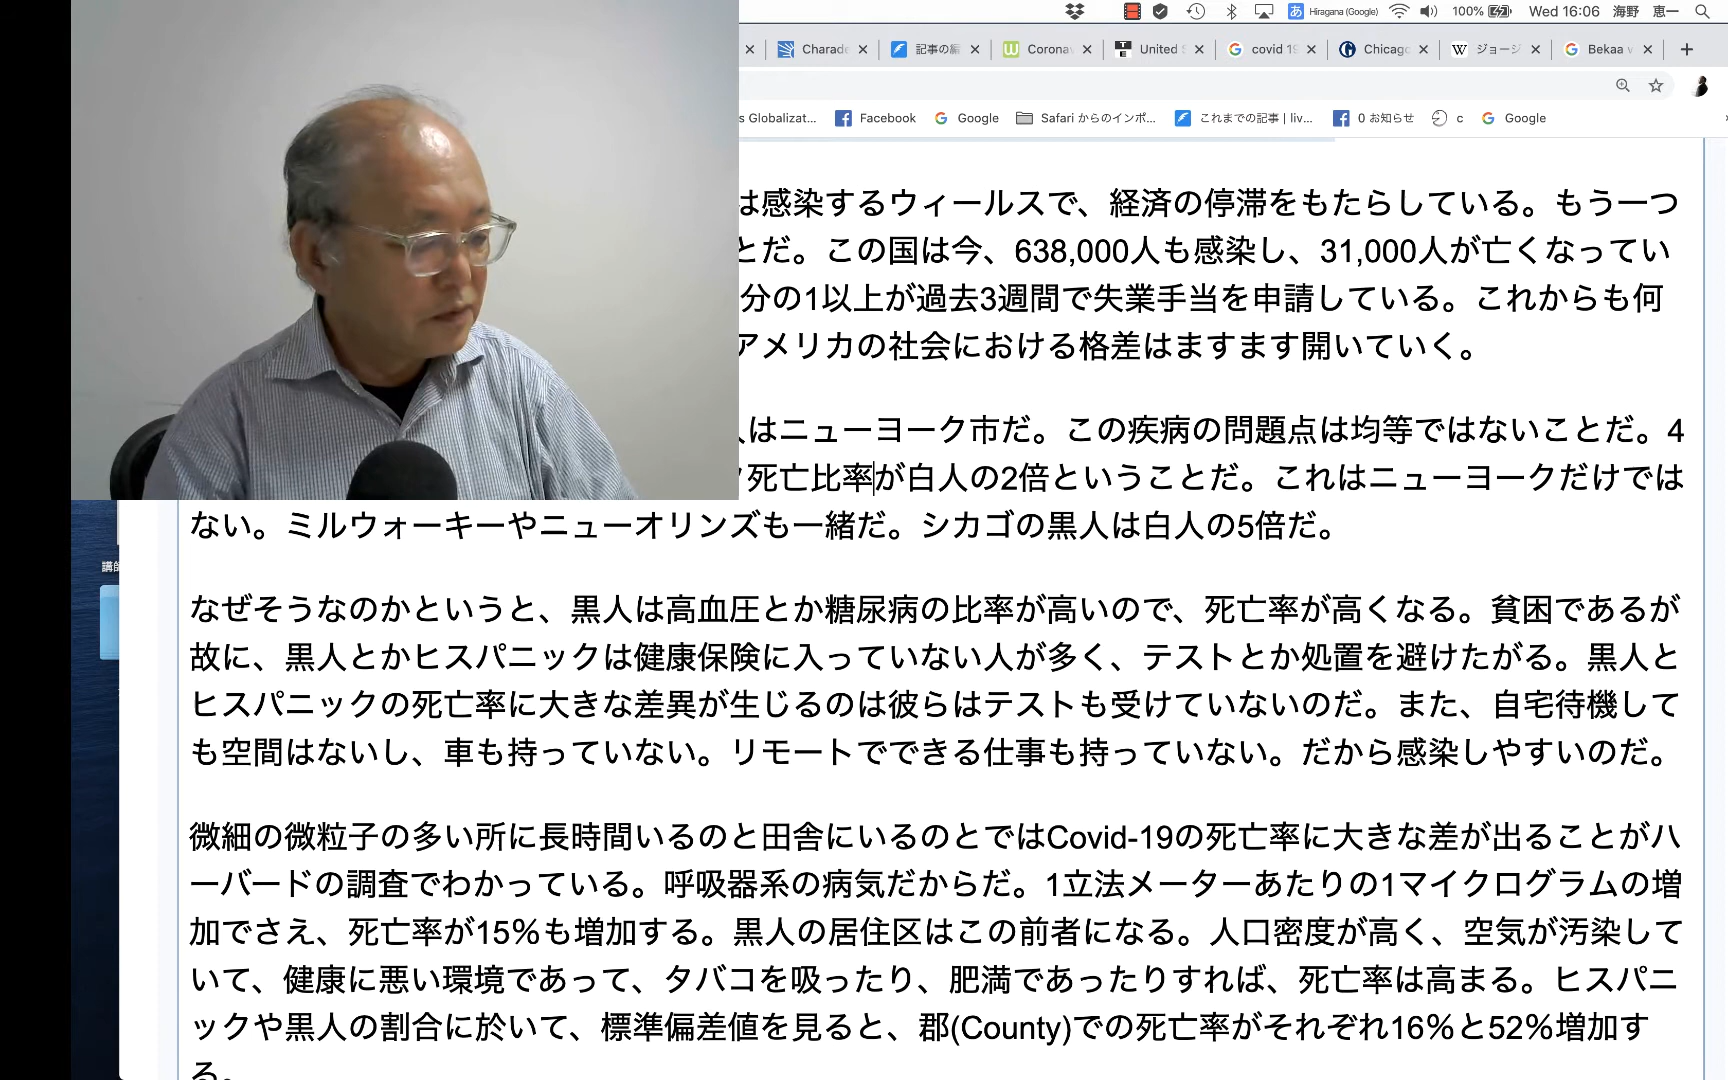 100%
Hiragana (Google)
Wed 16:06 海野 恵一
Charade
記事の編
Corona
United
covid 19
Chicago
ジョージ
Bekaa v
s Globalizat...
Facebook
Google
Safari からのインポ...
これまでの記事 | liv...
0 お知らせ
c
Google
は感染するウィールスで、経済の停滞をもたらしている。もう一つ
とだ。この国は今、638,000人も感染し、31,000人が亡くなってい
分の1以上が過去3週間で失業手当を申請している。これからも何
アメリカの社会における格差はますます開いていく。
はニューヨーク市だ。この疾病の問題点は均等ではないことだ。4
死亡比率が白人の2倍ということだ。これはニューヨークだけでは
ない。ミルウォーキーやニューオリンズも一緒だ。シカゴの黒人は白人の5倍だ。
講師
なぜそうなのかというと、黒人は高血圧とか糖尿病の比率が高いので、死亡率が高くなる。貧困であるが
故に、黒人とかヒスパニックは健康保険に入っていない人が多く、テストとか処置を避けたがる。黒人と
ヒスパニックの死亡率に大きな差異が生じるのは彼らはテストも受けていないのだ。また、自宅待機して
も空間はないし、車も持っていない。リモートでできる仕事も持っていない。だから感染しやすいのだ。
微細の微粒子の多い所に長時間いるのと田舎にいるのとではCovid-19の死亡率に大きな差が出ることがハ
ーバードの調査でわかっている。呼吸器系の病気だからだ。1立法メーターあたりの1マイクログラムの増
加でさえ、死亡率が15%も増加する。黒人の居住区はこの前者になる。人口密度が高く、空気が汚染して
いて、健康に悪い環境であって、タバコを吸ったり、肥満であったりすれば、死亡率は高まる。ヒスパニ
ックや黒人の割合に於いて、標準偏差値を見ると、郡(County)での死亡率がそれぞれ16%と52%増加す
る。